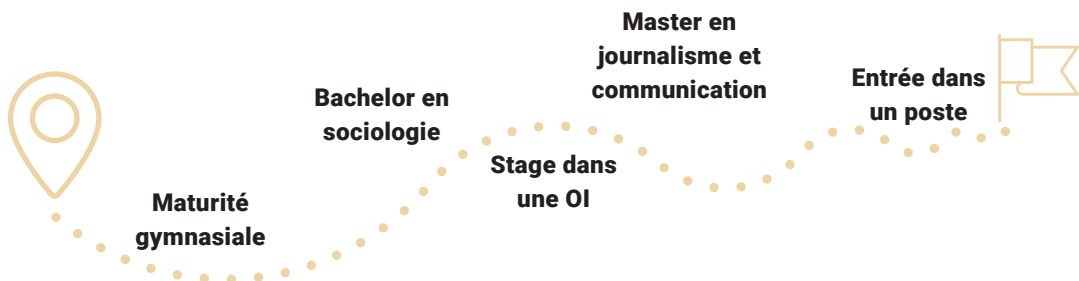 Maturité
gymnasiale
Bachelor en
sociologie
Stage dans
une OI
Master en
journalisme et
communication
Entrée dans
un poste